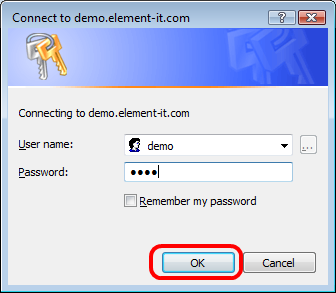 Connect to demo.element-it.com
Connecting to demo.element-it.com
User name: demo ...
Password: ••••
Remember my password
OK Cancel